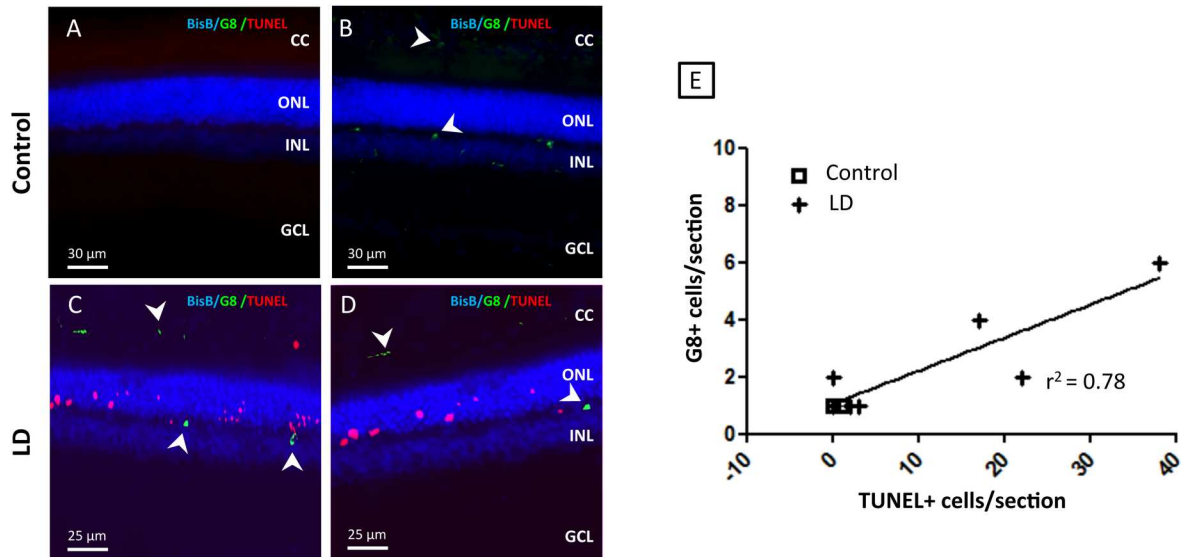 A
BisB/G8 /TUNEL
CC
ONL
INL
GCL
30 µm
Control
B
BisB/G8 /TUNEL
CC
ONL
INL
GCL
30 µm
C
BisB/G8 /TUNEL
25 µm
LD
D
BisB/G8 /TUNEL
CC
ONL
INL
GCL
25 µm
E
10
8
6
4
2
0
G8+ cells/section
Control
LD
r² = 0.78
-10
0
10
20
30
40
TUNEL+ cells/section